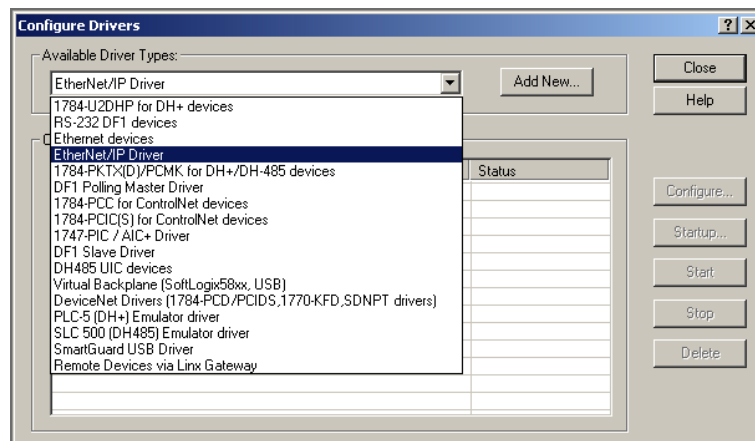 Configure Drivers
Available Driver Types:
EtherNet/IP Driver
Add New...
Close
Help
1784-U2DHP for DH+ devices
RS-232 DF1 devices
Ethernet devices
EtherNet/IP Driver
1784-PKTX(D)/PCMK for DH+/DH-485 devices
DF1 Polling Master Driver
1784-PCC for ControlNet devices
1784-PCIC(S) for ControlNet devices
1747-PIC / AIC+ Driver
DF1 Slave Driver
DH485 UIC devices
Virtual Backplane (SoftLogix58xx, USB)
DeviceNet Drivers (1784-PCD/PCIDS,1770-KFD,SDNPT drivers)
PLC-5 (DH+) Emulator driver
SLC 500 (DH485) Emulator driver
SmartGuard USB Driver
Remote Devices via Linx Gateway
Status
Configure...
Startup...
Start
Stop
Delete